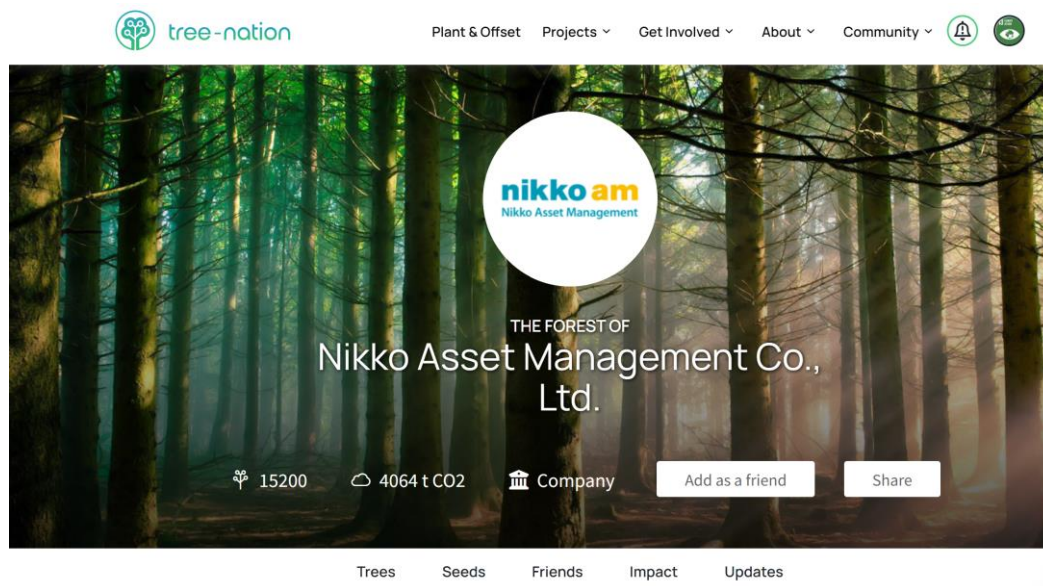 tree-nation
Plant & Offset Projects Get Involved About Community
nikko am
Nikko Asset Management
THE FOREST OF
Nikko Asset Management Co.,
Ltd.
15200 4064 t CO2 Company Add as a friend Share
Trees Seeds Friends Impact Updates